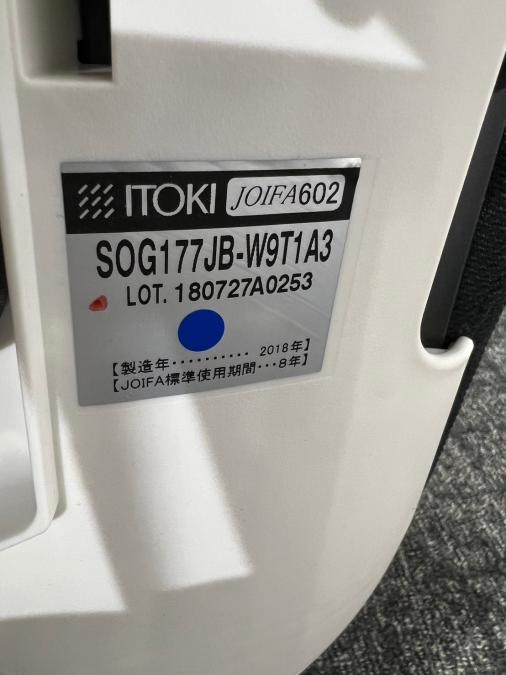 ITOKI JOIFA602
SOG177JB-W9T1A3
LOT. 180727A0253
【製造年・・・・・・・・・・ 2018年】
【JOIFA標準使用期間・・・8年】